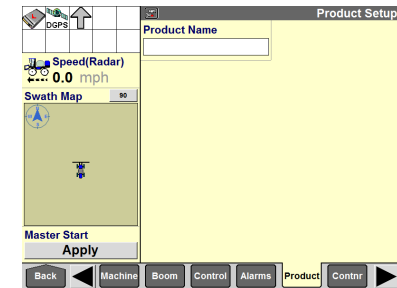 DGPS
Product Setup
Product Name
Speed(Radar)
0.0 mph
Swath Map
90
Master Start
Apply
Back
Machine
Boom
Control
Alarms
Product
Contnr